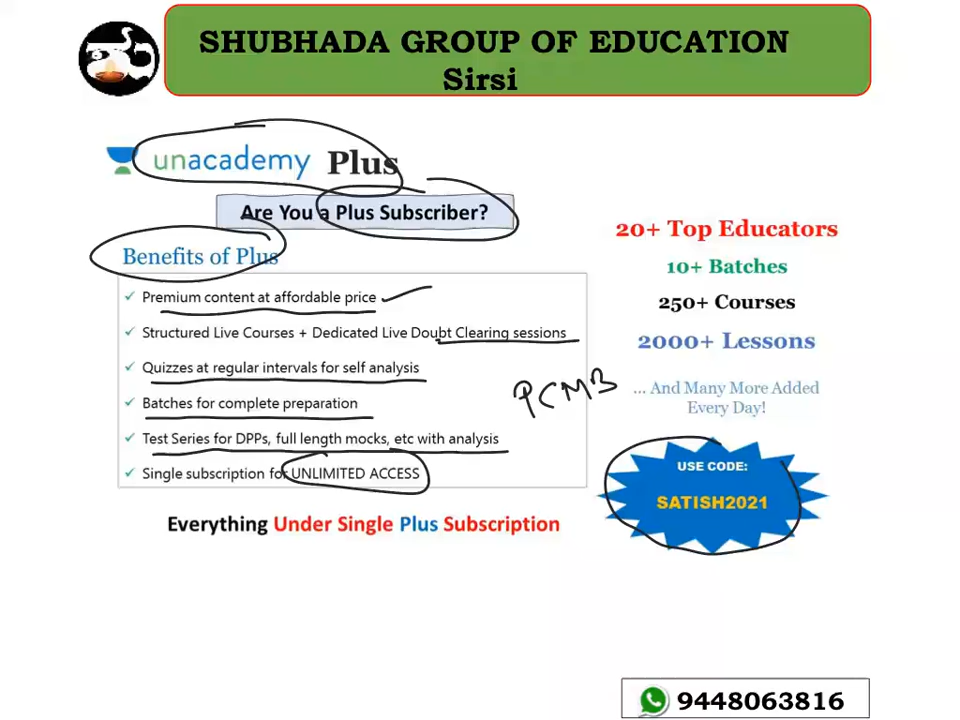 SHUBHADA GROUP OF EDUCATION
Sirsi
unacademy Plus
Are You a Plus Subscriber?
Benefits of Plus
Premium content at affordable price
Structured Live Courses + Dedicated Live Doubt Clearing sessions
Quizzes at regular intervals for self analysis
Batches for complete preparation
Test Series for DPPs, full length mocks, etc with analysis
Single subscription for UNLIMITED ACCESS
PCMB
Everything Under Single Plus Subscription
20+ Top Educators
10+ Batches
250+ Courses
2000+ Lessons
... And Many More Added
Every Day!
USE CODE:
SATISH2021
9448063816